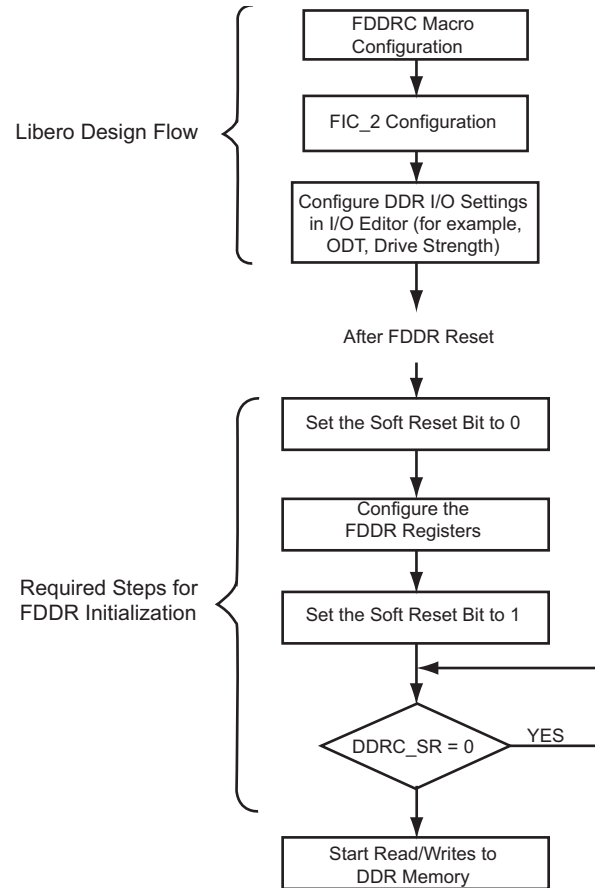 FDDRC Macro
Configuration
Libero Design Flow
FIC_2 Configuration
Configure DDR I/O Settings
in I/O Editor (for example,
ODT, Drive Strength)
After FDDR Reset
Set the Soft Reset Bit to 0
Configure the
FDDR Registers
Required Steps for
FDDR Initialization
Set the Soft Reset Bit to 1
DDRC_SR = 0
YES
Start Read/Writes to
DDR Memory